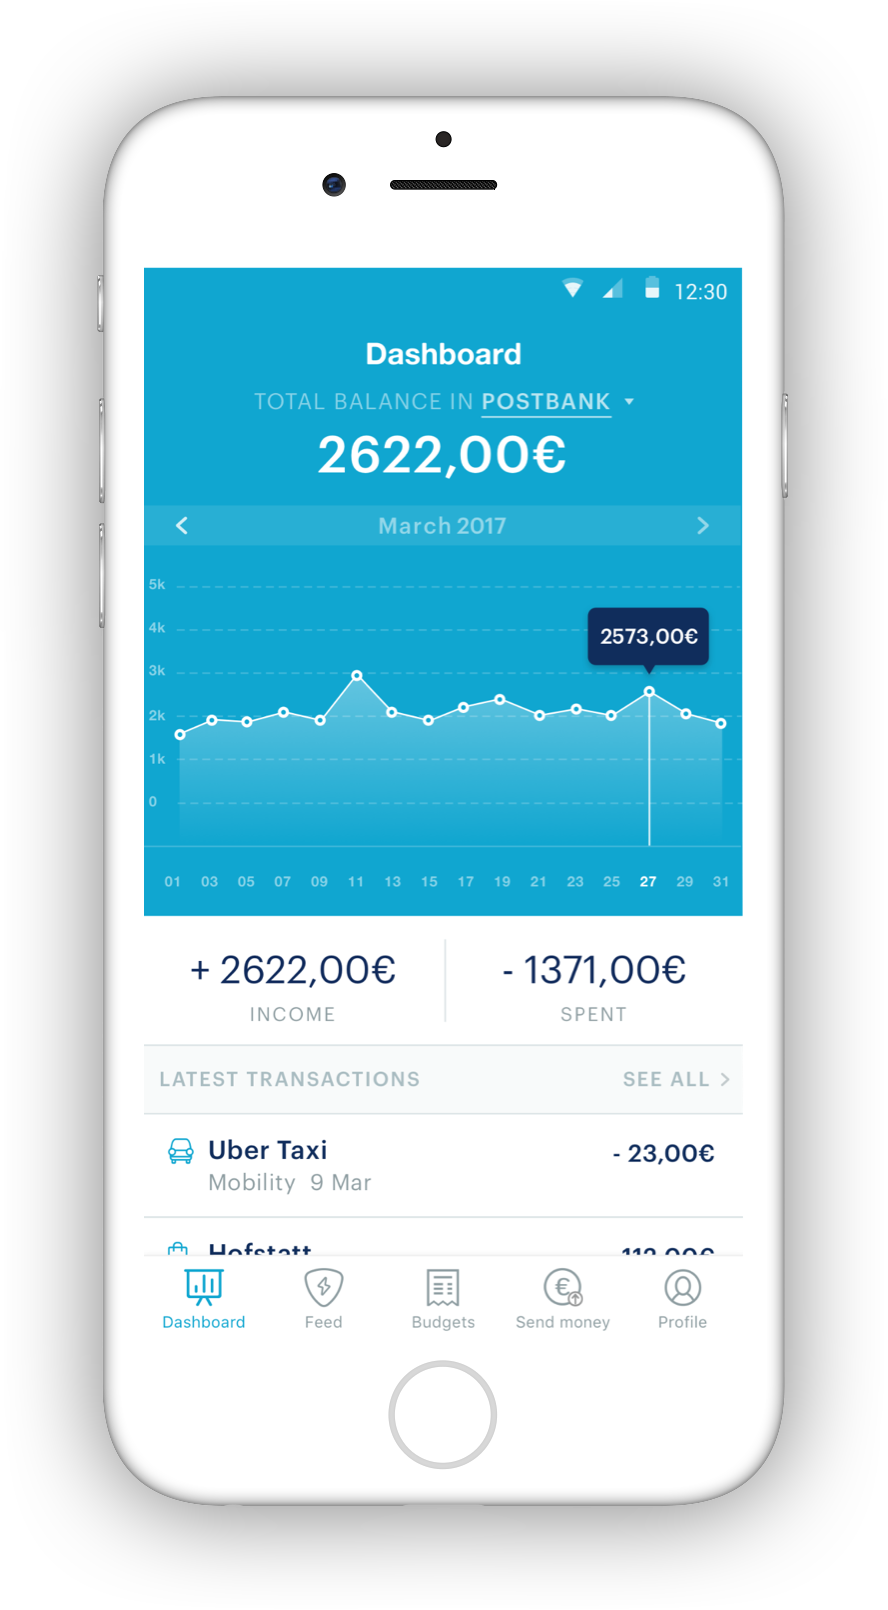 12:30
Dashboard
TOTAL BALANCE IN POSTBANK
2622,00€
March 2017
5k
4k
2573,00€
3k
2k
1k
0
01 03 05 07 09 11 13 15 17 19 21 23 25 27 29 31
+ 2622,00€ - 1371,00€
INCOME SPENT
LATEST TRANSACTIONS SEE ALL
Uber Taxi - 23,00€
Mobility 9 Mar
Hofstatt 112,00€
€
Dashboard Feed Budgets Send money Profile